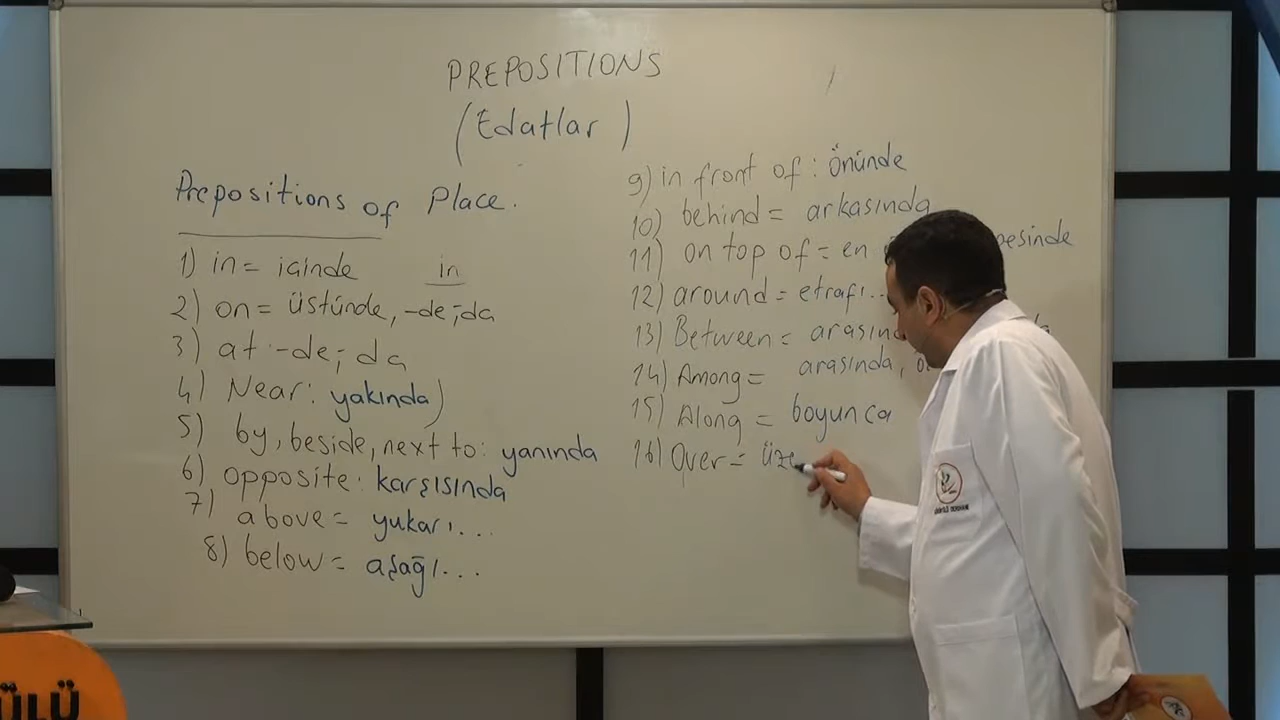 PREPOSITIONS
(Edatlar)
Prepositions of Place.
1) in = içinde in
2) on = üstünde, -de; da
3) at -de; da
4) Near: yakında)
5) by, beside, next to: yanında
6) opposite: karşısında
7) above = yukarı...
8) below = aşağı...
9) in front of: önünde
10) behind = arkasında
11) on top of = en
12) around = etrafı...
13) Between =
14) Among = arasında,
15) Along = boyunca
16) Over = üze
ÜLÜ